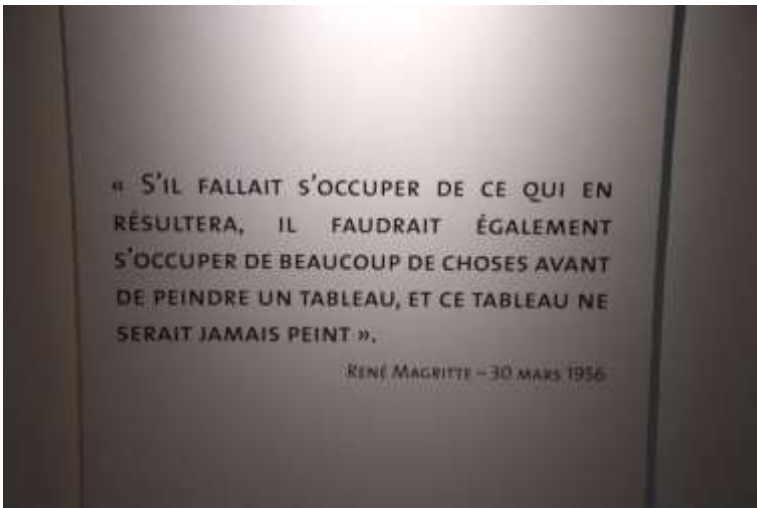 « S'IL FALLAIT S'OCCUPER DE CE QUI EN
RÉSULTERA, IL FAUDRAIT ÉGALEMENT
S'OCCUPER DE BEAUCOUP DE CHOSES AVANT
DE PEINDRE UN TABLEAU, ET CE TABLEAU NE
SERAIT JAMAIS PEINT ».
RENÉ MAGRITTE – 30 MARS 1956